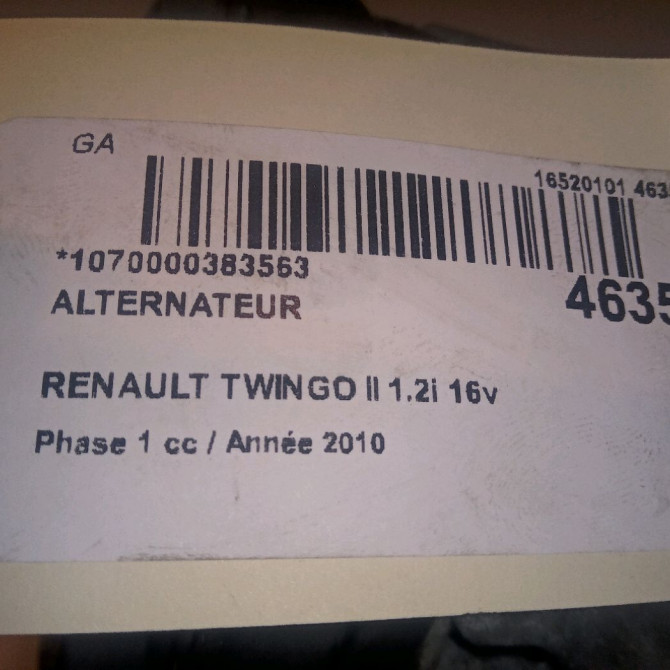 GA
16520101 463
*1070000383563
ALTERNATEUR
4635
RENAULT TWINGO II 1.2i 16v
Phase 1 cc / Année 2010